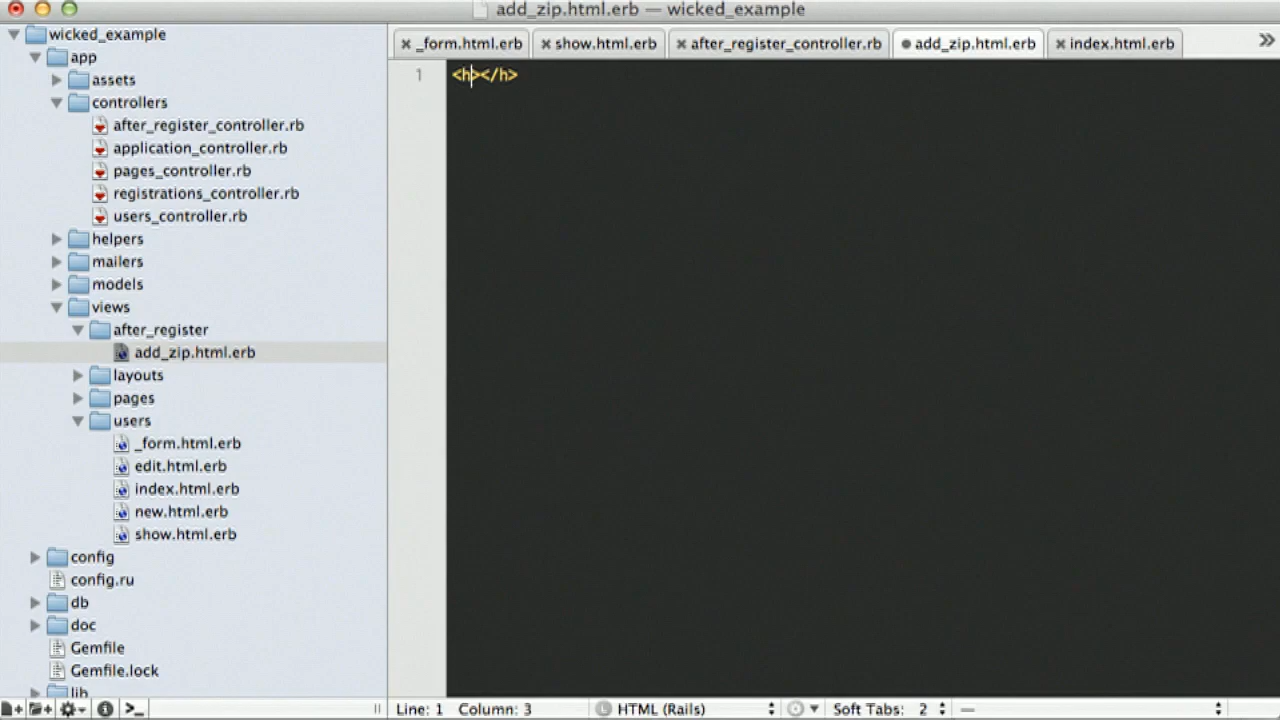 add_zip.html.erb — wicked_example
wicked_example
app
assets
controllers
after_register_controller.rb
application_controller.rb
pages_controller.rb
registrations_controller.rb
users_controller.rb
helpers
mailers
models
views
after_register
add_zip.html.erb
layouts
pages
users
_form.html.erb
edit.html.erb
index.html.erb
new.html.erb
show.html.erb
config
config.ru
db
doc
Gemfile
Gemfile.lock
lib
_form.html.erb show.html.erb after_register_controller.rb add_zip.html.erb index.html.erb
1 <h></h>
Line: 1 Column: 3 L HTML (Rails) Soft Tabs: 2 —